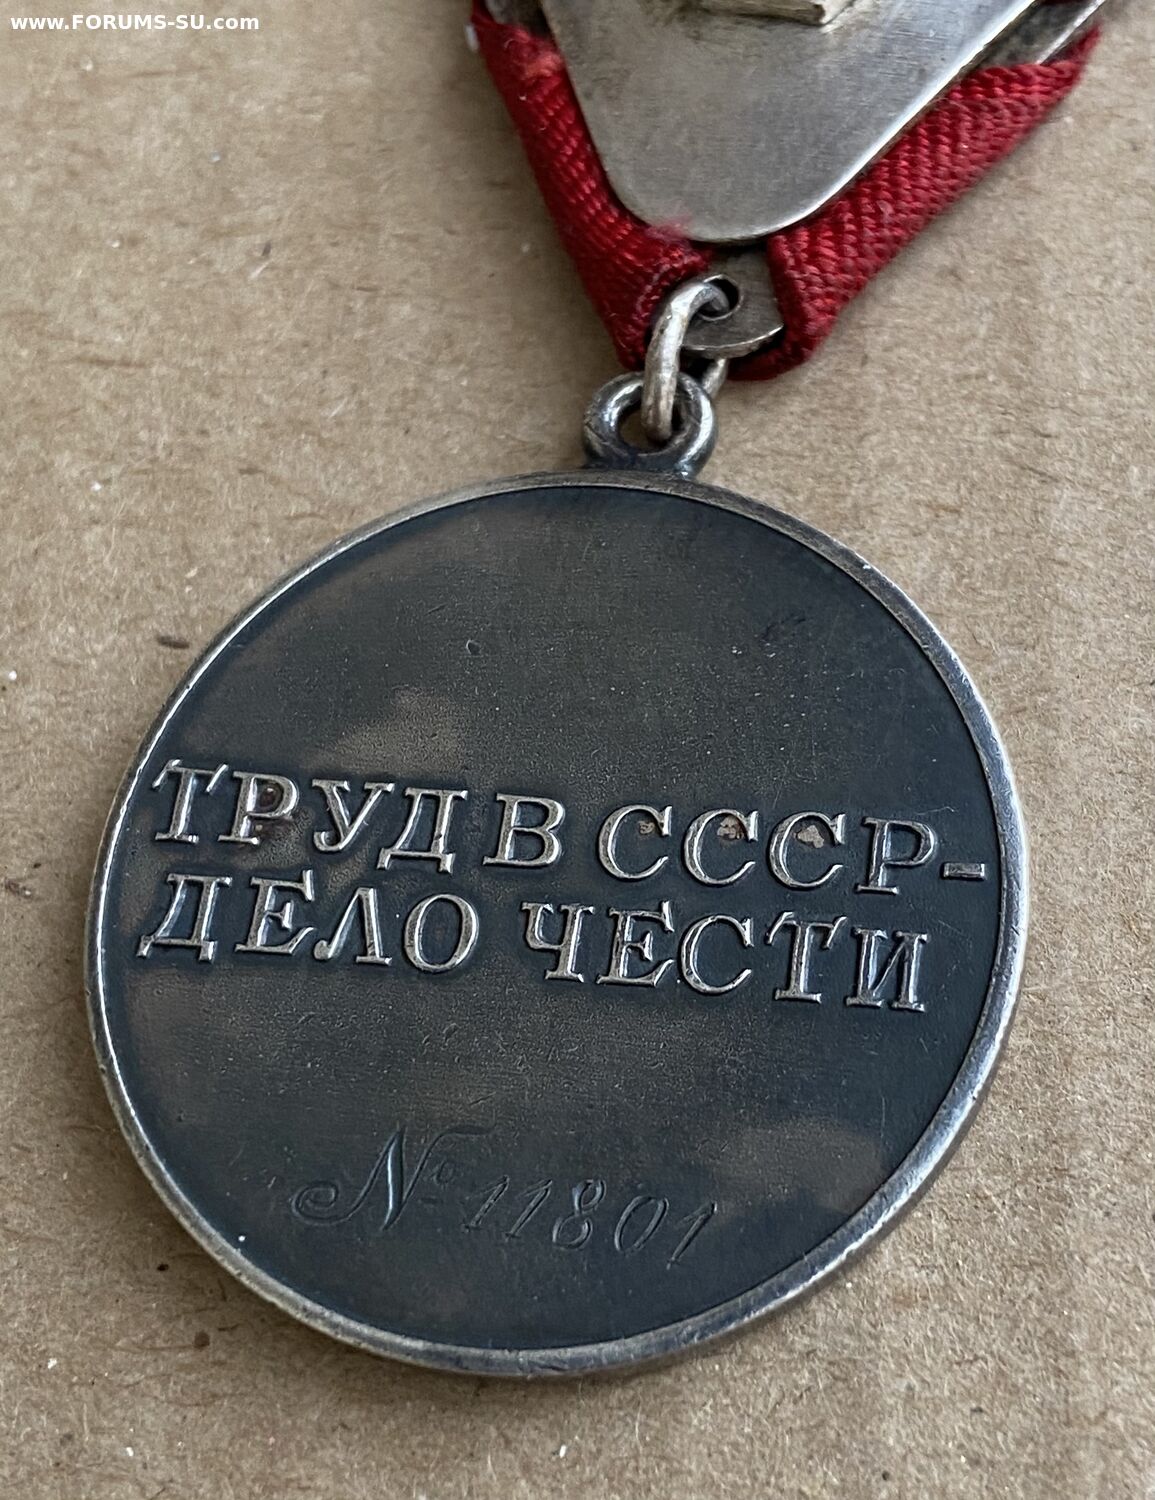 www.FORUMS-SU.com
ТРУД В СССР-
ДЕЛО ЧЕСТИ
№ 11801